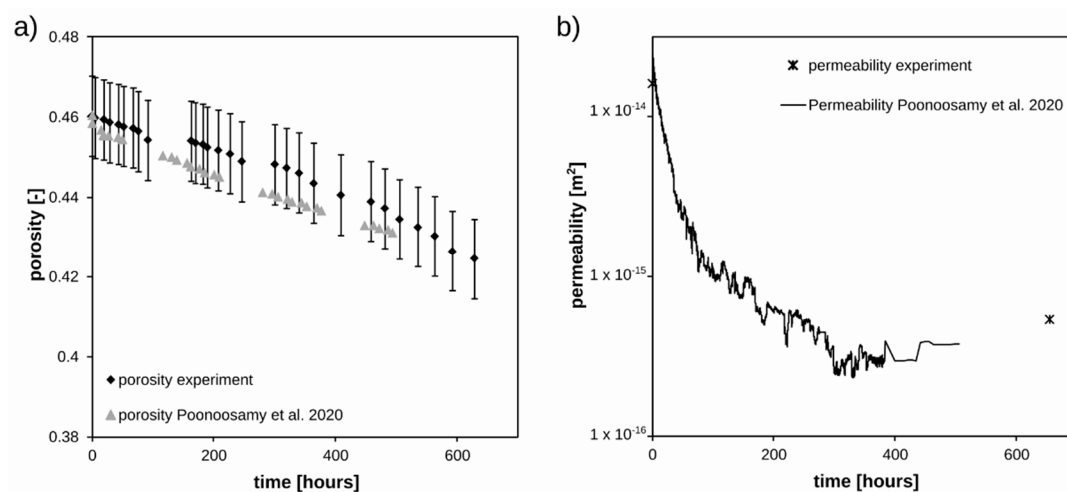 a)
0.48
0.46
0.44
0.42
0.4
0.38
porosity [-]
porosity experiment
porosity Poonoosamy et al. 2020
0
200
400
600
time [hours]
b)
1 x 10-14
1 x 10-15
1 x 10-16
permeability [m²]
permeability experiment
Permeability Poonoosamy et al. 2020
0
200
400
600
time [hours]